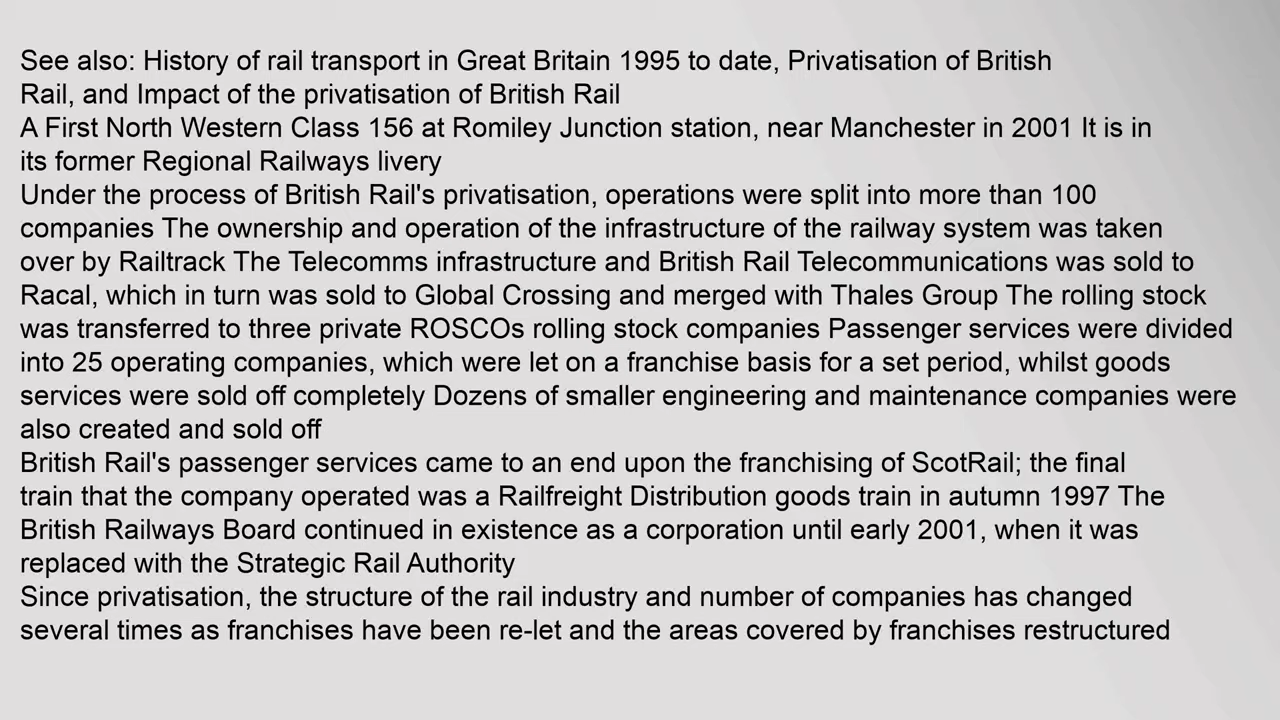 See also: History of rail transport in Great Britain 1995 to date, Privatisation of British
Rail, and Impact of the privatisation of British Rail
A First North Western Class 156 at Romiley Junction station, near Manchester in 2001 It is in
its former Regional Railways livery
Under the process of British Rail's privatisation, operations were split into more than 100
companies The ownership and operation of the infrastructure of the railway system was taken
over by Railtrack The Telecomms infrastructure and British Rail Telecommunications was sold to
Racal, which in turn was sold to Global Crossing and merged with Thales Group The rolling stock
was transferred to three private ROSCOs rolling stock companies Passenger services were divided
into 25 operating companies, which were let on a franchise basis for a set period, whilst goods
services were sold off completely Dozens of smaller engineering and maintenance companies were
also created and sold off
British Rail's passenger services came to an end upon the franchising of ScotRail; the final
train that the company operated was a Railfreight Distribution goods train in autumn 1997 The
British Railways Board continued in existence as a corporation until early 2001, when it was
replaced with the Strategic Rail Authority
Since privatisation, the structure of the rail industry and number of companies has changed
several times as franchises have been re-let and the areas covered by franchises restructured